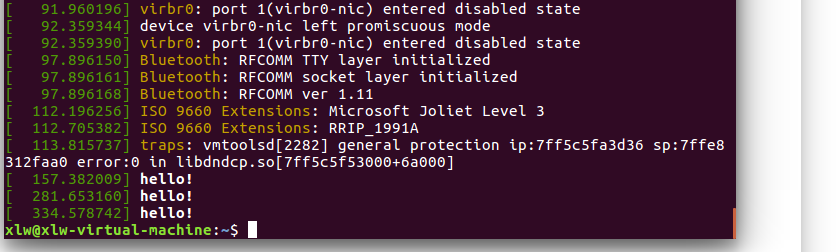 [   91.960196] virbr0: port 1(virbr0-nic) entered disabled state
[   92.359344] device virbr0-nic left promiscuous mode
[   92.359390] virbr0: port 1(virbr0-nic) entered disabled state
[   97.896150] Bluetooth: RFCOMM TTY layer initialized
[   97.896161] Bluetooth: RFCOMM socket layer initialized
[   97.896168] Bluetooth: RFCOMM ver 1.11
[  112.196256] ISO 9660 Extensions: Microsoft Joliet Level 3
[  112.705382] ISO 9660 Extensions: RRIP_1991A
[  113.815737] traps: vmtoolsd[2282] general protection ip:7ff5c5fa3d36 sp:7ffe8
312faa0 error:0 in libdndcp.so[7ff5c5f53000+6a000]
[  157.382009] hello!
[  281.653160] hello!
[  334.578742] hello!
xlw@xlw-virtual-machine:~$